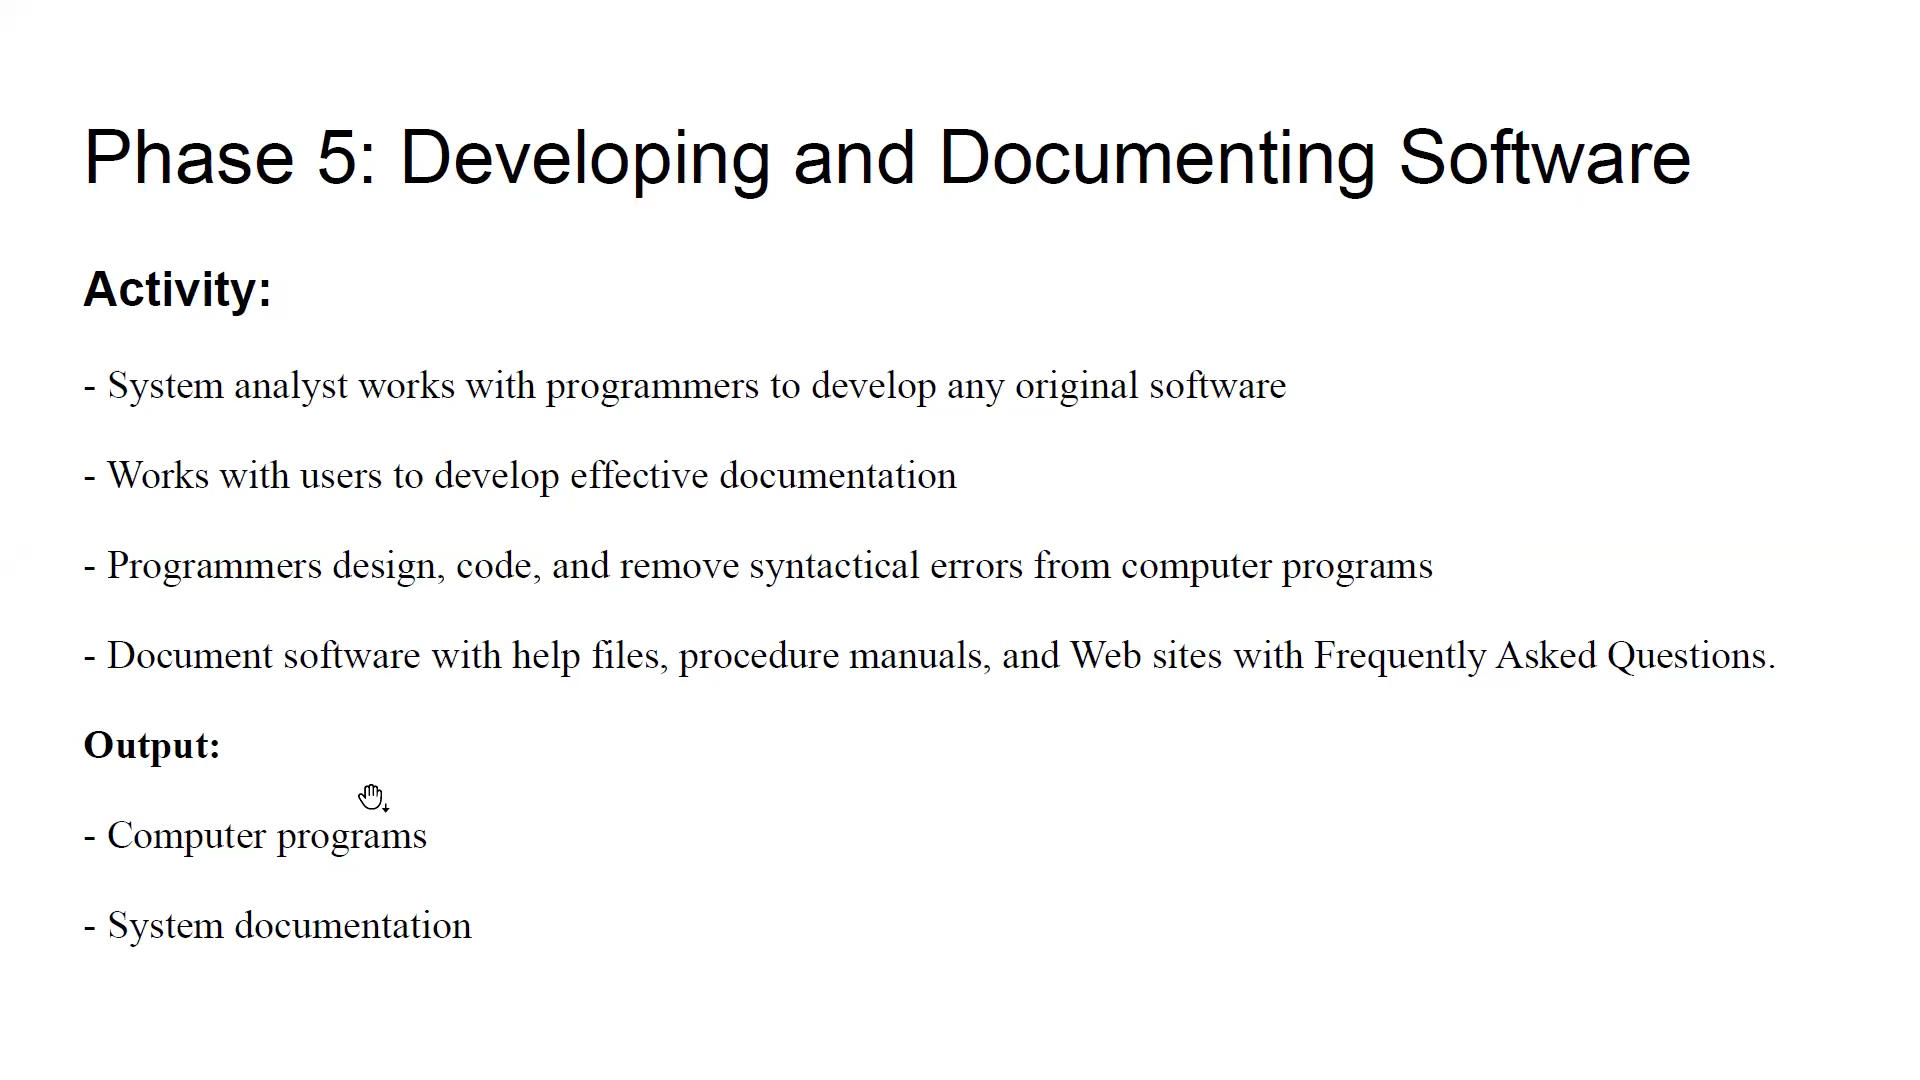 Phase 5: Developing and Documenting Software
Activity:
- System analyst works with programmers to develop any original software
- Works with users to develop effective documentation
- Programmers design, code, and remove syntactical errors from computer programs
- Document software with help files, procedure manuals, and Web sites with Frequently Asked Questions.
Output:
- Computer programs
- System documentation